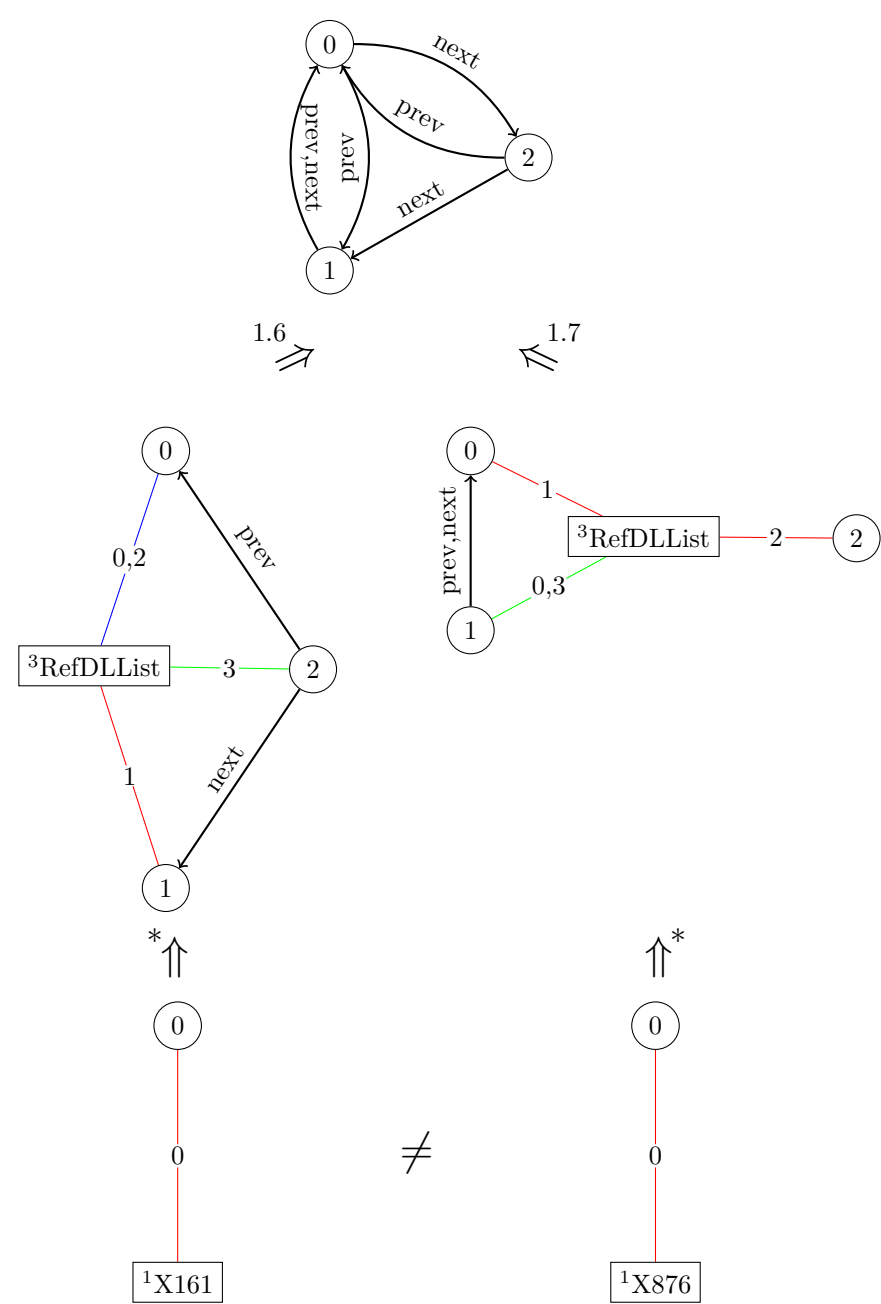 0
next
prev
prev,next
prev
2
next
1
1.6
1.7
⇒
⇐
0
0
prev
1
prev,next
0,2
³RefDLList
2
2
0,3
1
³RefDLList
3
2
next
1
1
*⇑
⇑*
0
0
0
≠
0
¹X161
¹X876